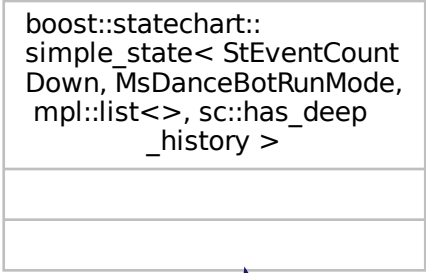 boost::statechart::
simple_state< StEventCount
Down, MsDanceBotRunMode,
mpl::list<>, sc::has_deep
_history >